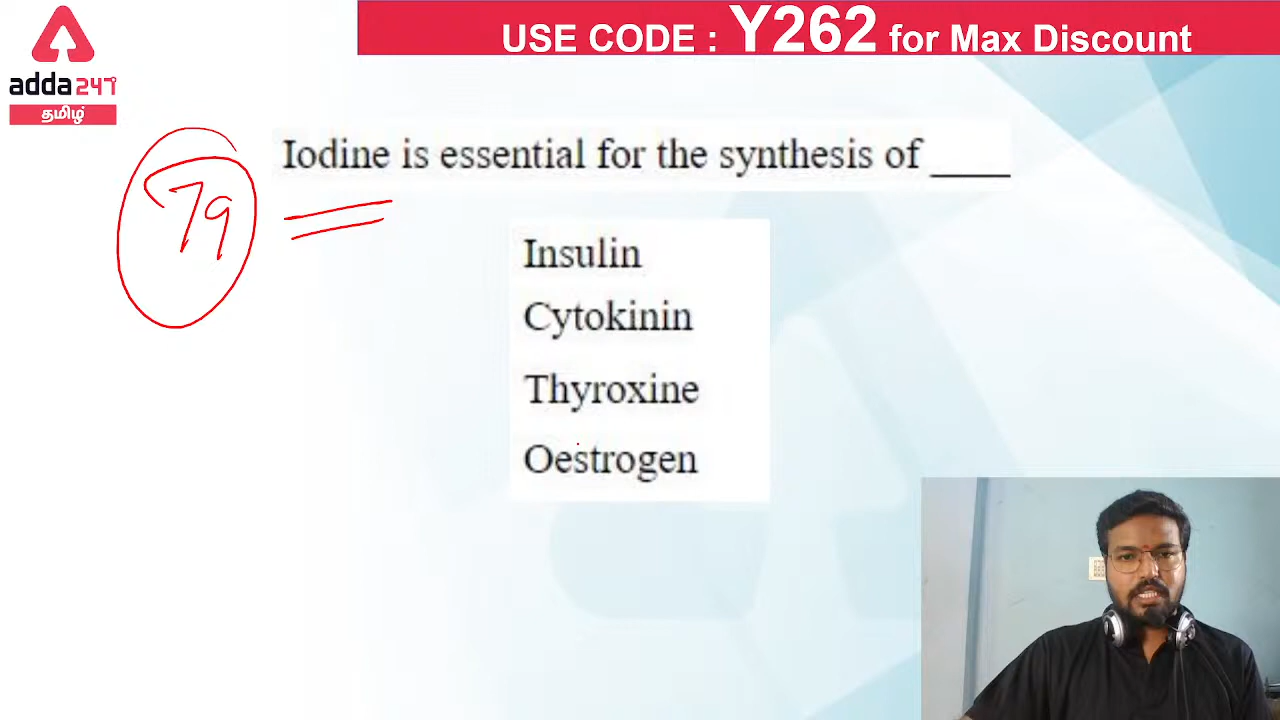 USE CODE : Y262 for Max Discount
adda247
தமிழ்
Iodine is essential for the synthesis of ____
79
Insulin
Cytokinin
Thyroxine
Oestrogen